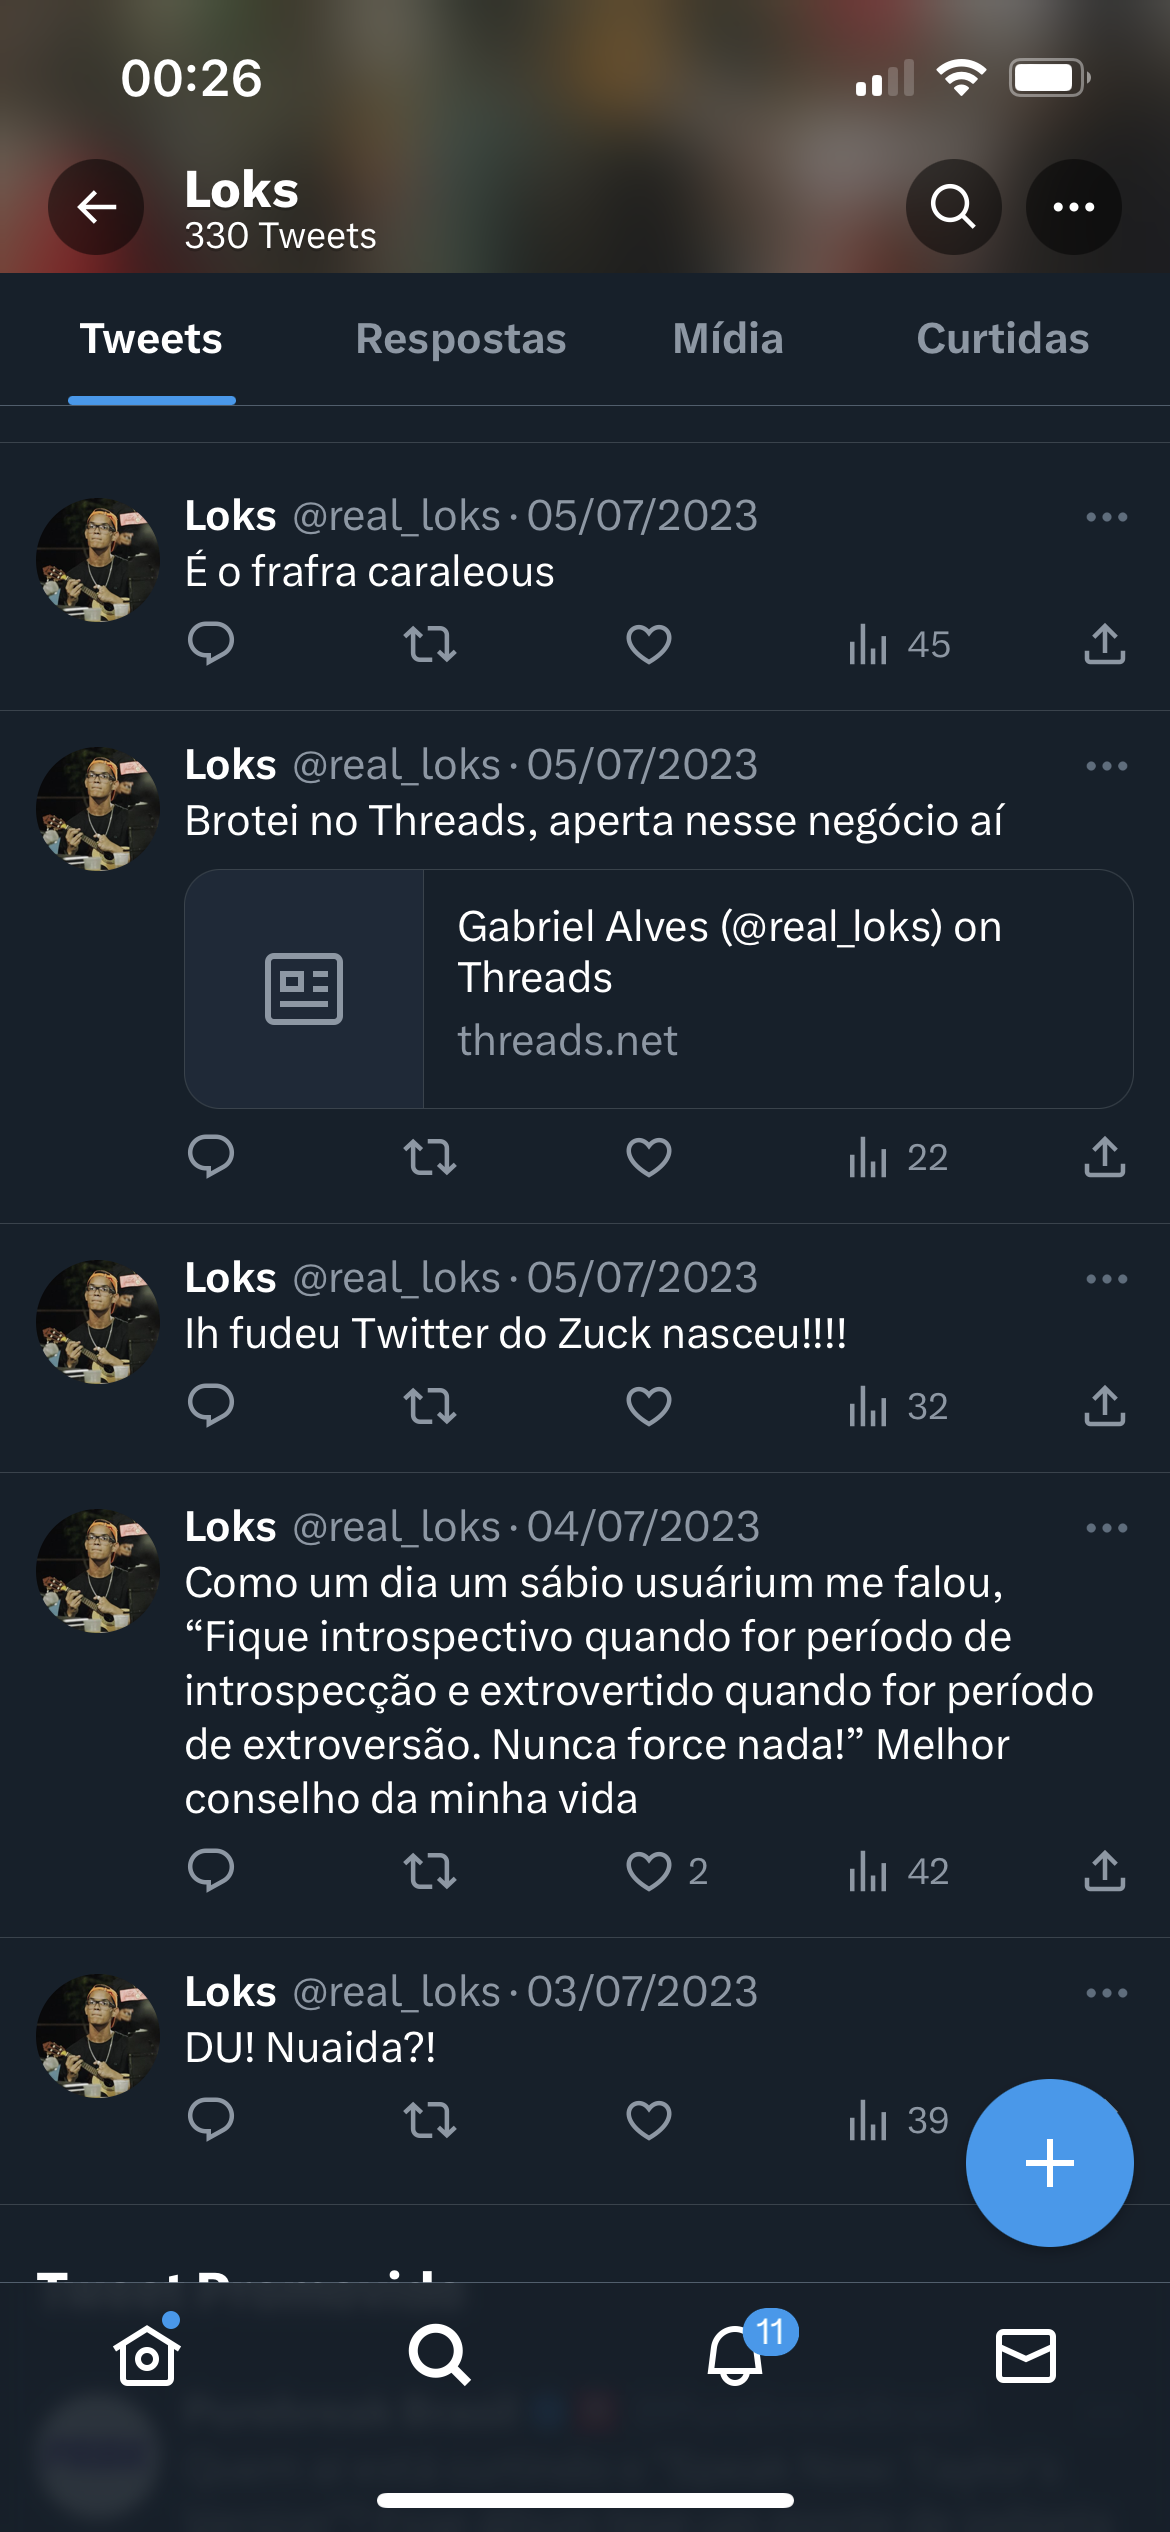 00:26
Loks
330 Tweets
Tweets
Respostas
Mídia
Curtidas
Loks @real_loks · 05/07/2023
É o frafra caraleous
45
Loks @real_loks · 05/07/2023
Brotei no Threads, aperta nesse negócio aí
Gabriel Alves (@real_loks) on
Threads
threads.net
22
Loks @real_loks · 05/07/2023
Ih fudeu Twitter do Zuck nasceu!!!!
32
Loks @real_loks · 04/07/2023
Como um dia um sábio usuárium me falou,
“Fique introspectivo quando for período de
introspecção e extrovertido quando for período
de extroversão. Nunca force nada!” Melhor
conselho da minha vida
2
42
Loks @real_loks · 03/07/2023
DU! Nuaida?!
39
11